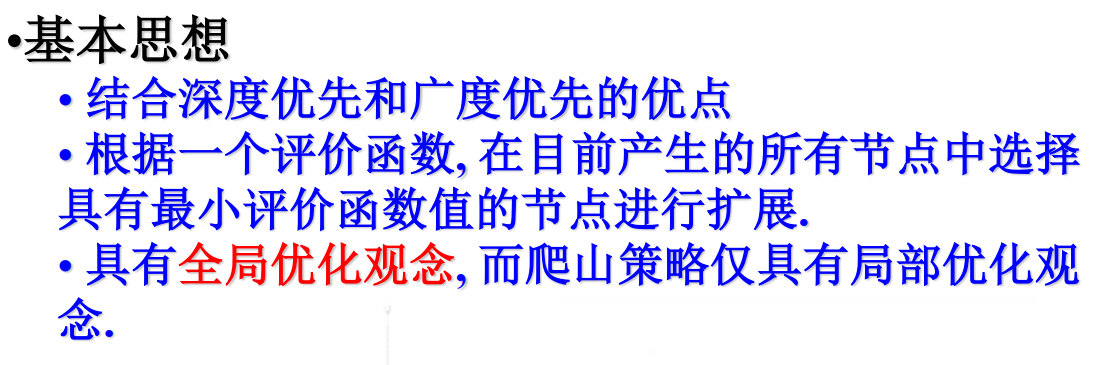 •基本思想
• 结合深度优先和广度优先的优点
• 根据一个评价函数, 在目前产生的所有节点中选择
具有最小评价函数值的节点进行扩展.
• 具有全局优化观念, 而爬山策略仅具有局部优化观
念.